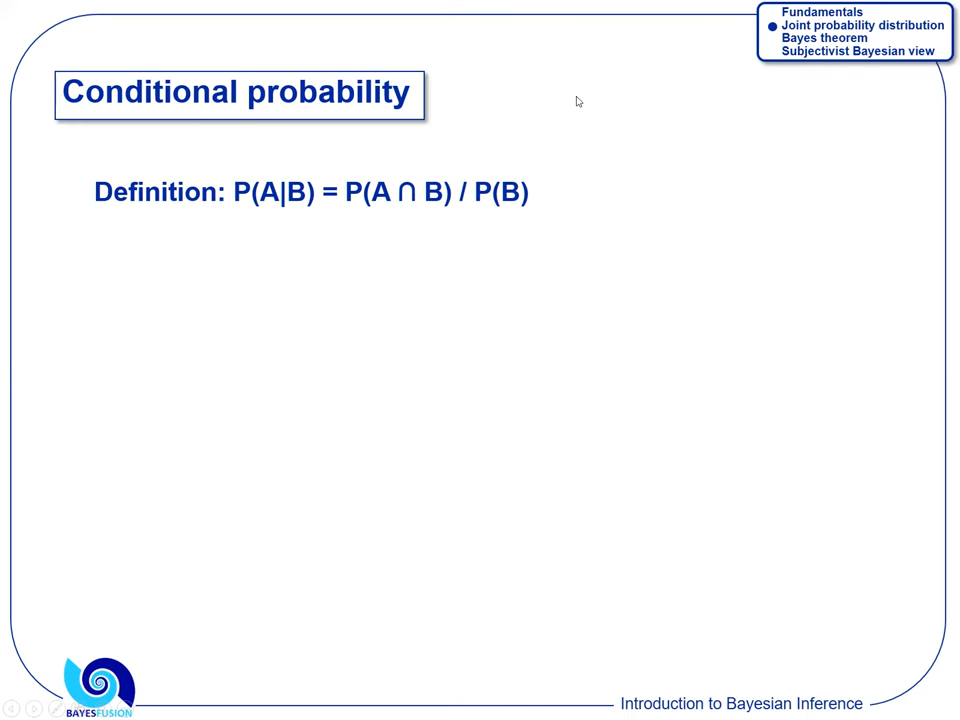 Fundamentals
Joint probability distribution
Bayes theorem
Subjectivist Bayesian view
Conditional probability
Definition: P(A|B) = P(A ∩ B) / P(B)
BAYESFUSION
Introduction to Bayesian Inference